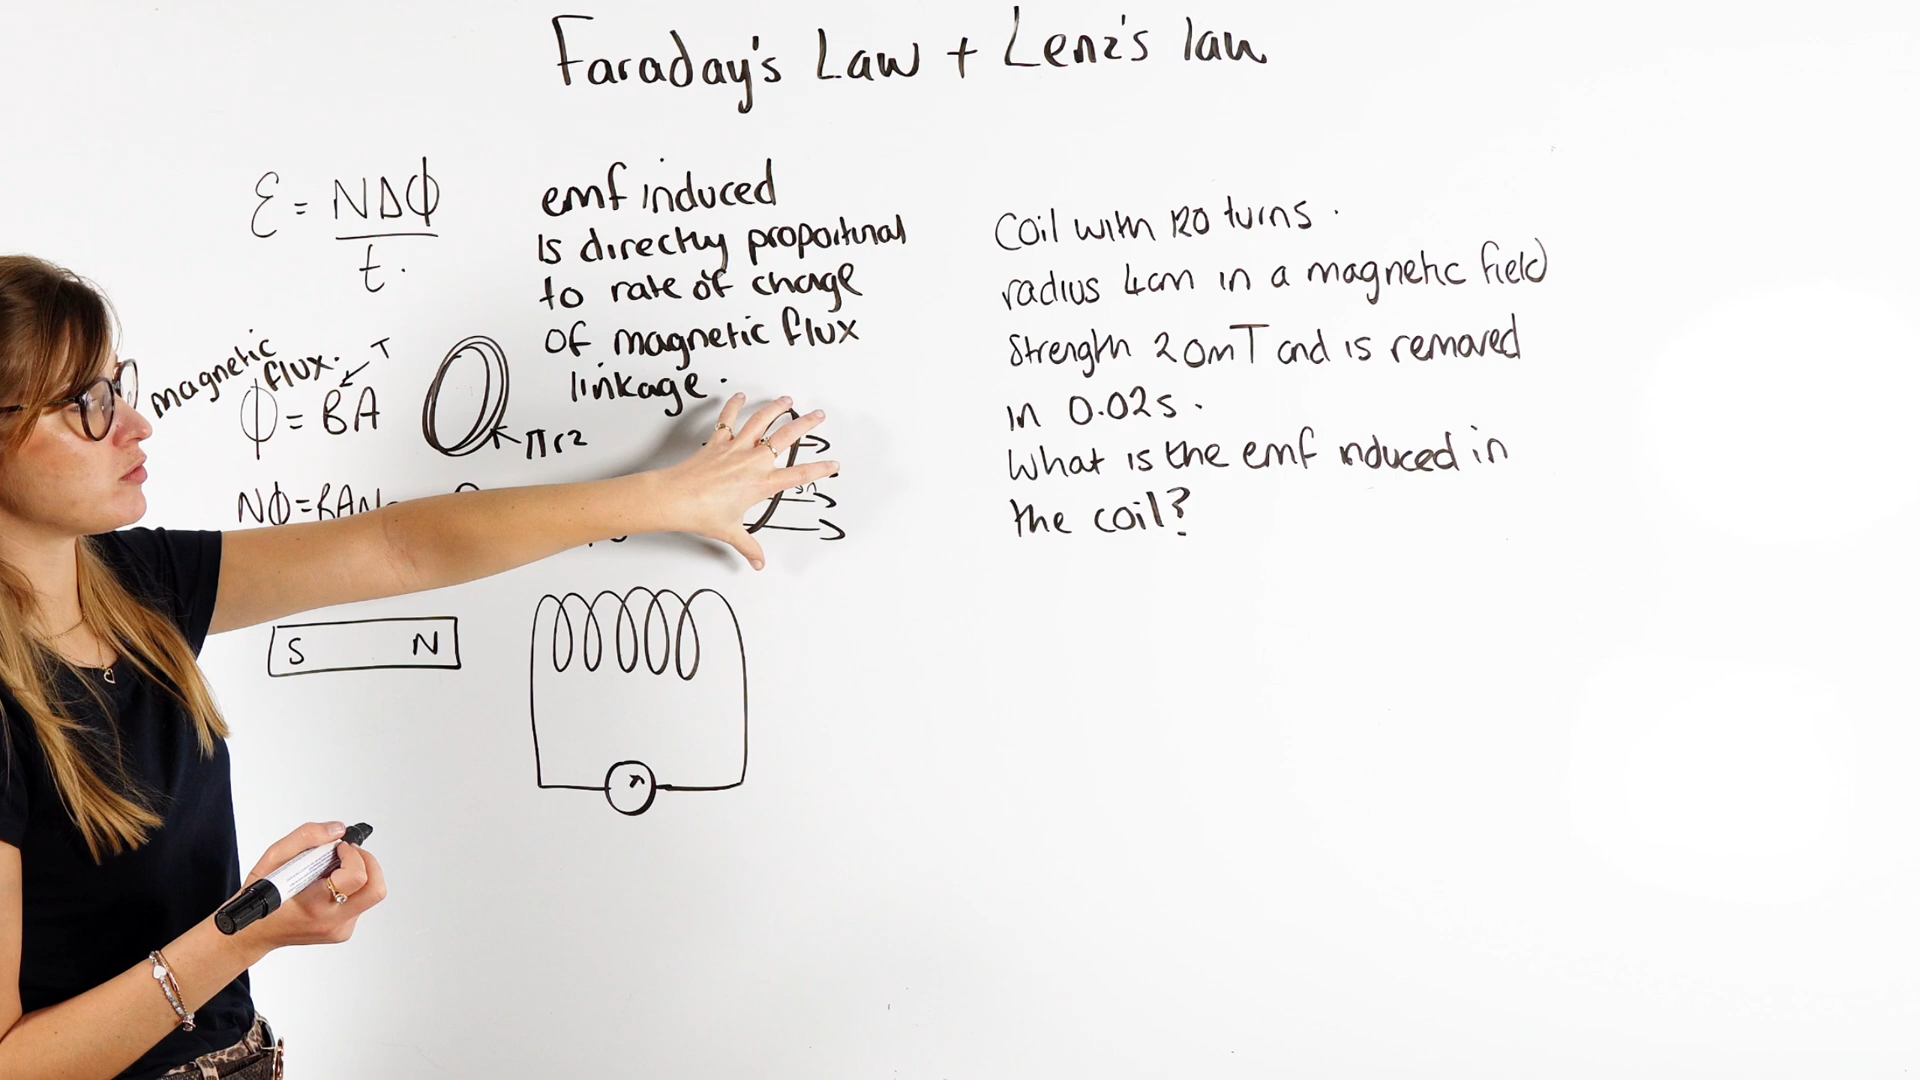 Faraday's Law + Lenz's law
ε = NΔΦ
t.
emf induced
is directly proportional
to rate of change
of magnetic flux
linkage.
magnetic
flux.
T
Φ = BA
πr2
NΦ=BAN
S N
Coil with 120 turns.
radius 4cm in a magnetic field
strength 20mT and is removed
in 0.02s.
What is the emf induced in
the coil?